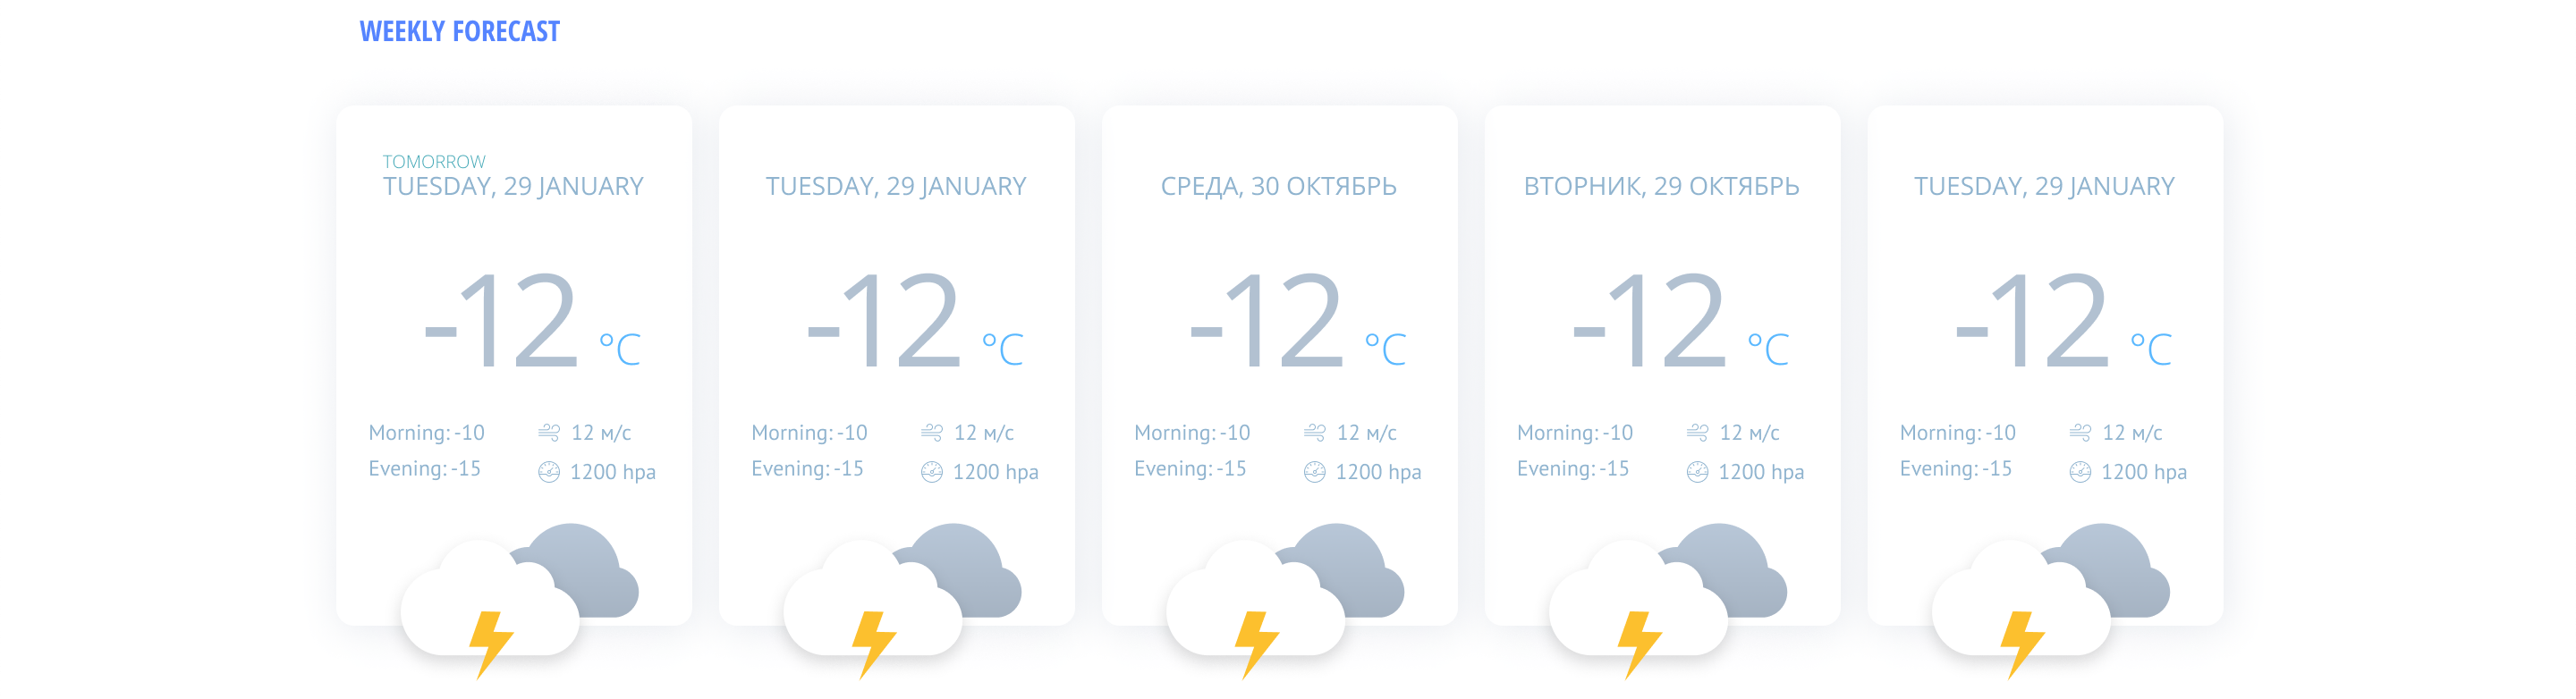 WEEKLY FORECAST
TOMORROW
TUESDAY, 29 JANUARY
-12 °C
Morning: -10
Evening: -15
12 м/с
1200 hpa
TUESDAY, 29 JANUARY
-12 °C
Morning: -10
Evening: -15
12 м/с
1200 hpa
СРЕДА, 30 ОКТЯБРЬ
-12 °C
Morning: -10
Evening: -15
12 м/с
1200 hpa
ВТОРНИК, 29 ОКТЯБРЬ
-12 °C
Morning: -10
Evening: -15
12 м/с
1200 hpa
TUESDAY, 29 JANUARY
-12 °C
Morning: -10
Evening: -15
12 м/с
1200 hpa